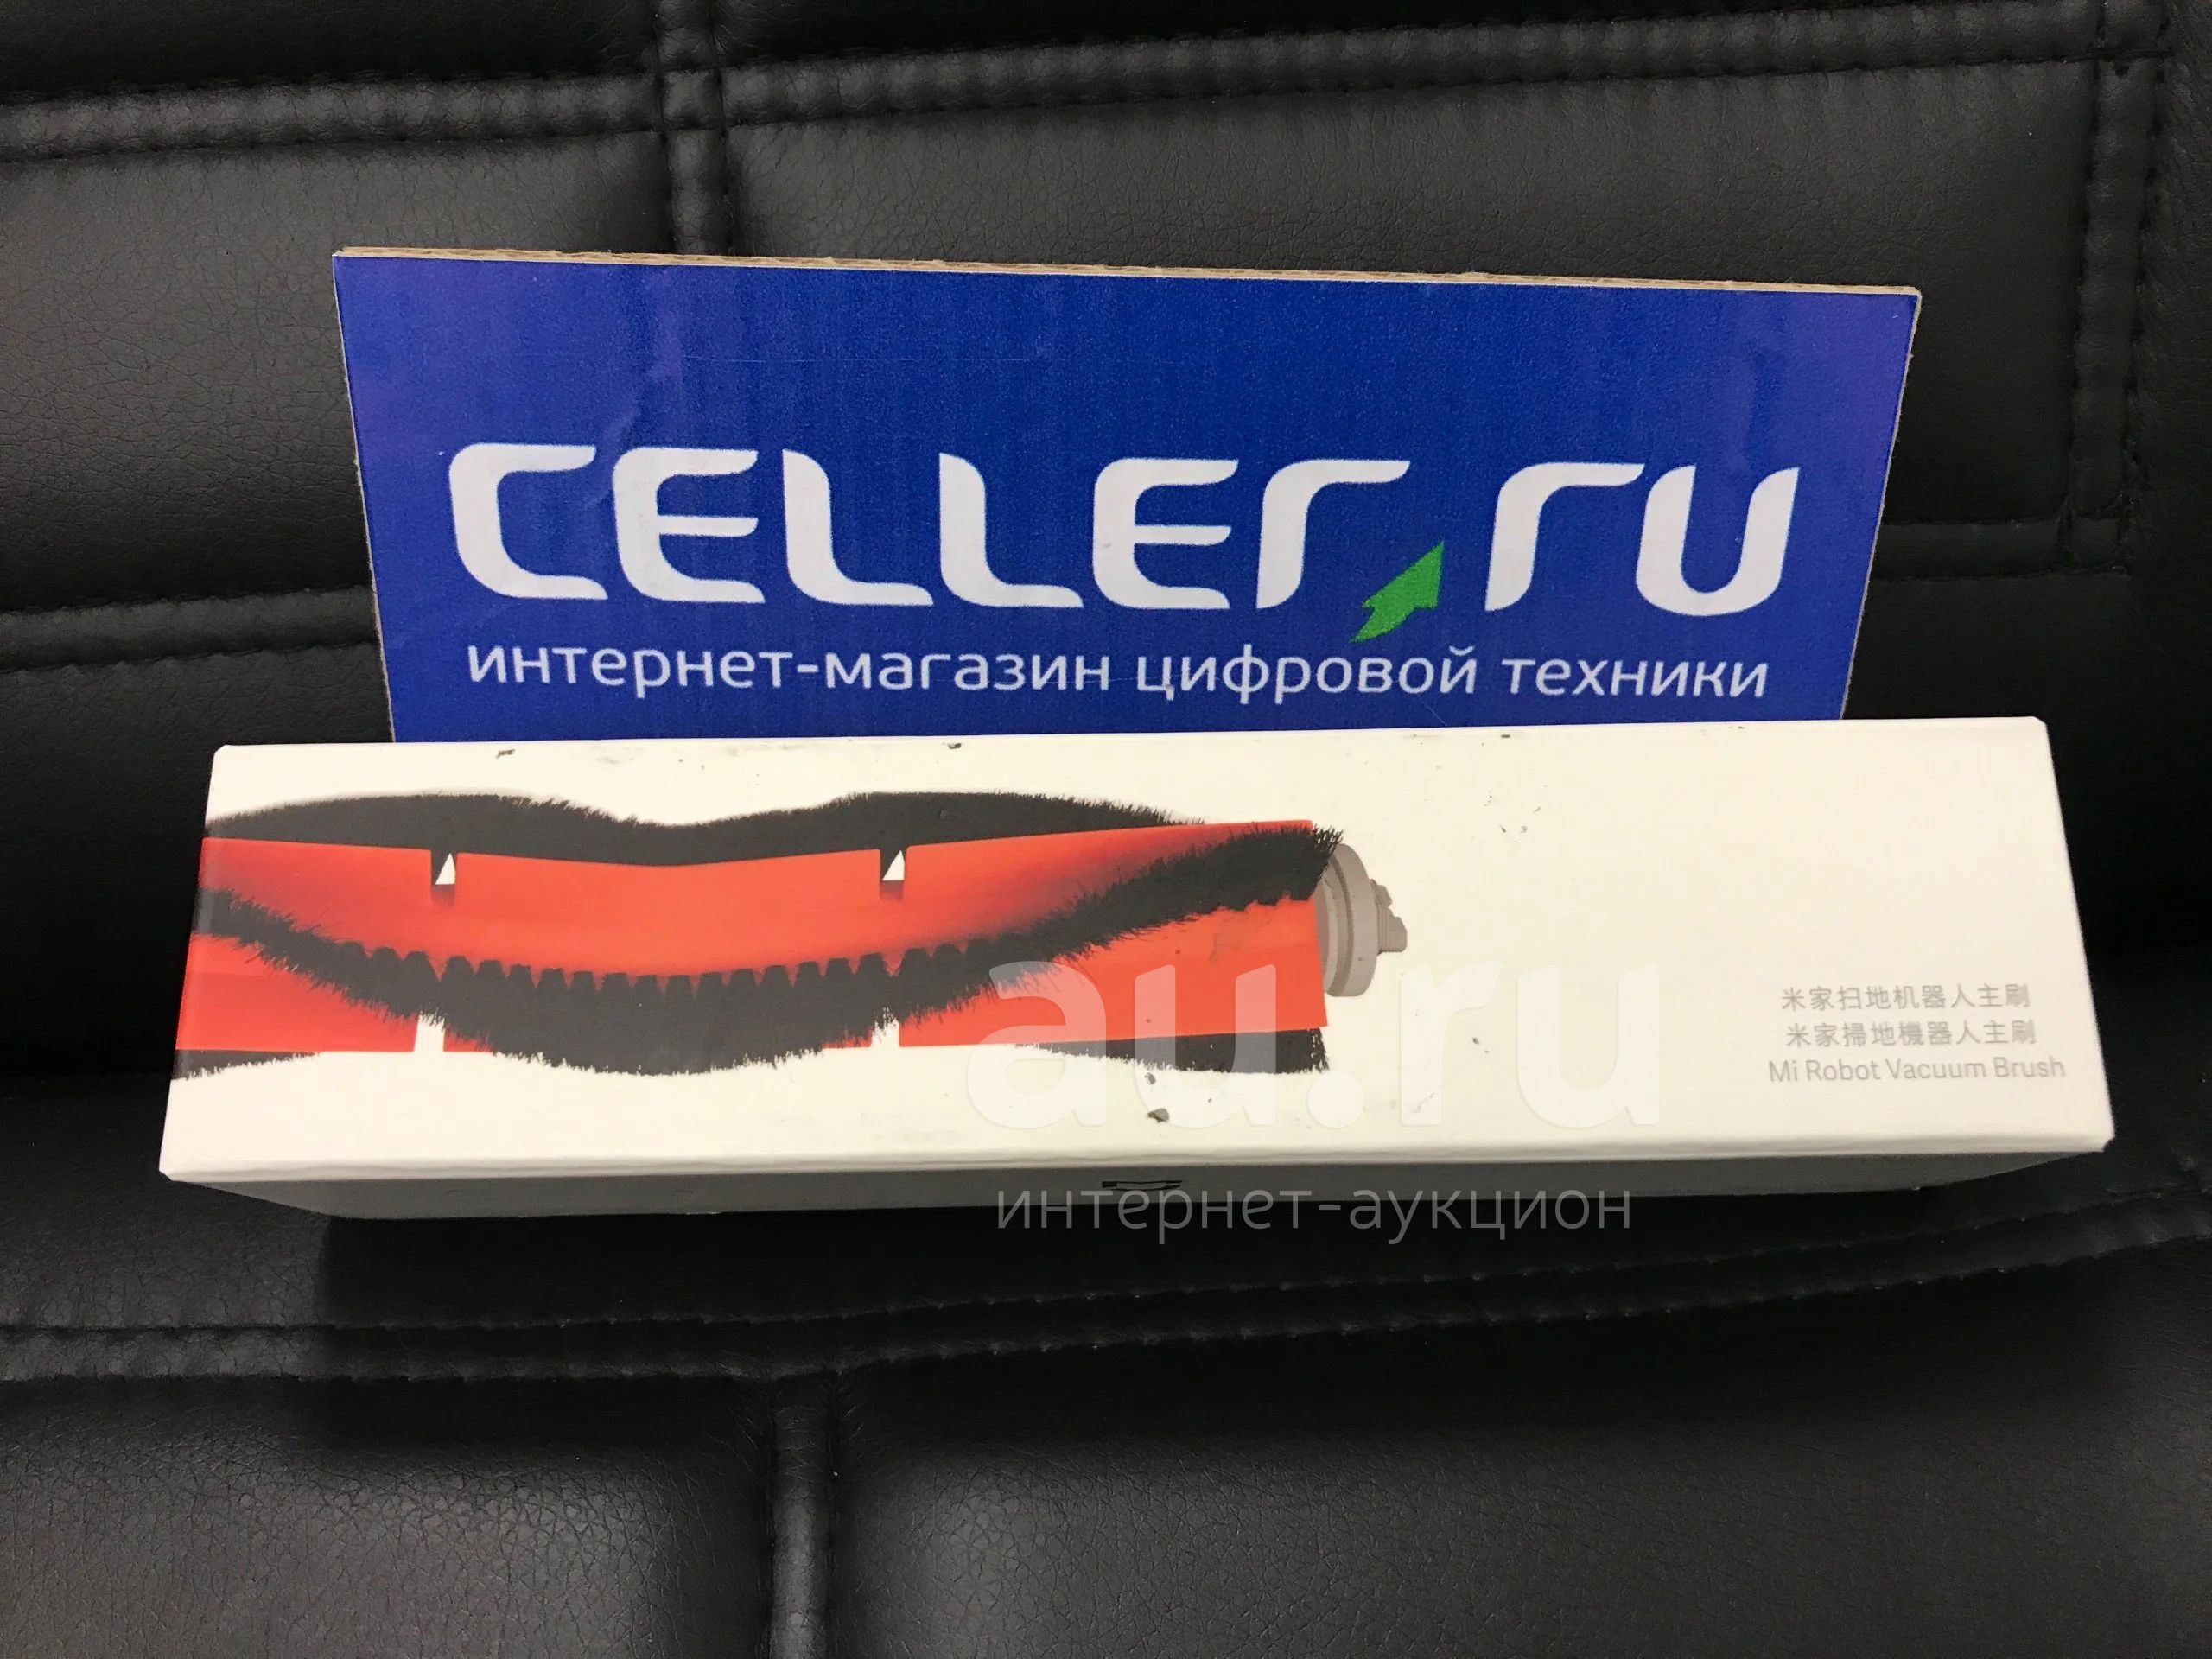 CELLER.RU
интернет-магазин цифровой техники
米家扫地机器人主刷
米家掃地機器人主刷
Mi Robot Vacuum Brush
au.ru
интернет-аукцион